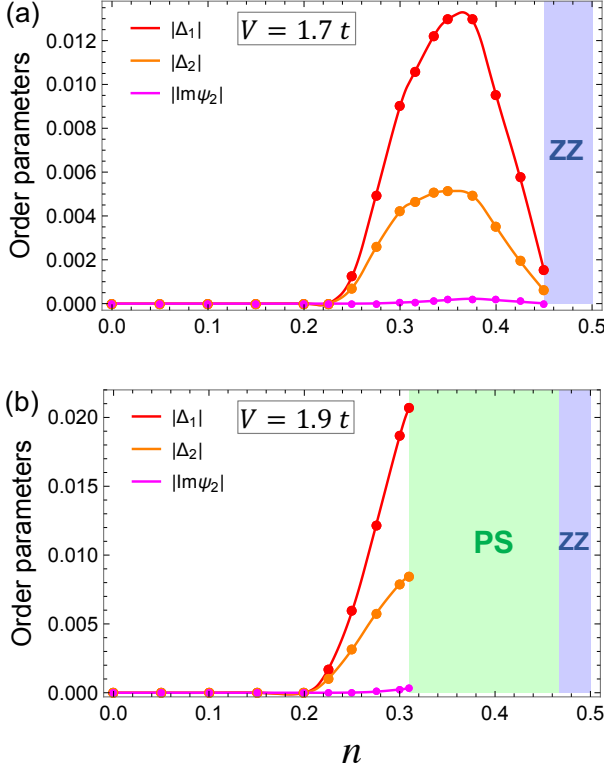 (a)
|Δ₁|
|Δ₂|
|Imψ₂|
V = 1.7 t
ZZ
Order parameters
0.012
0.010
0.008
0.006
0.004
0.002
0.000
0.0 0.1 0.2 0.3 0.4 0.5
(b)
|Δ₁|
|Δ₂|
|Imψ₂|
V = 1.9 t
PS
ZZ
Order parameters
0.020
0.015
0.010
0.005
0.000
0.0 0.1 0.2 0.3 0.4 0.5
n